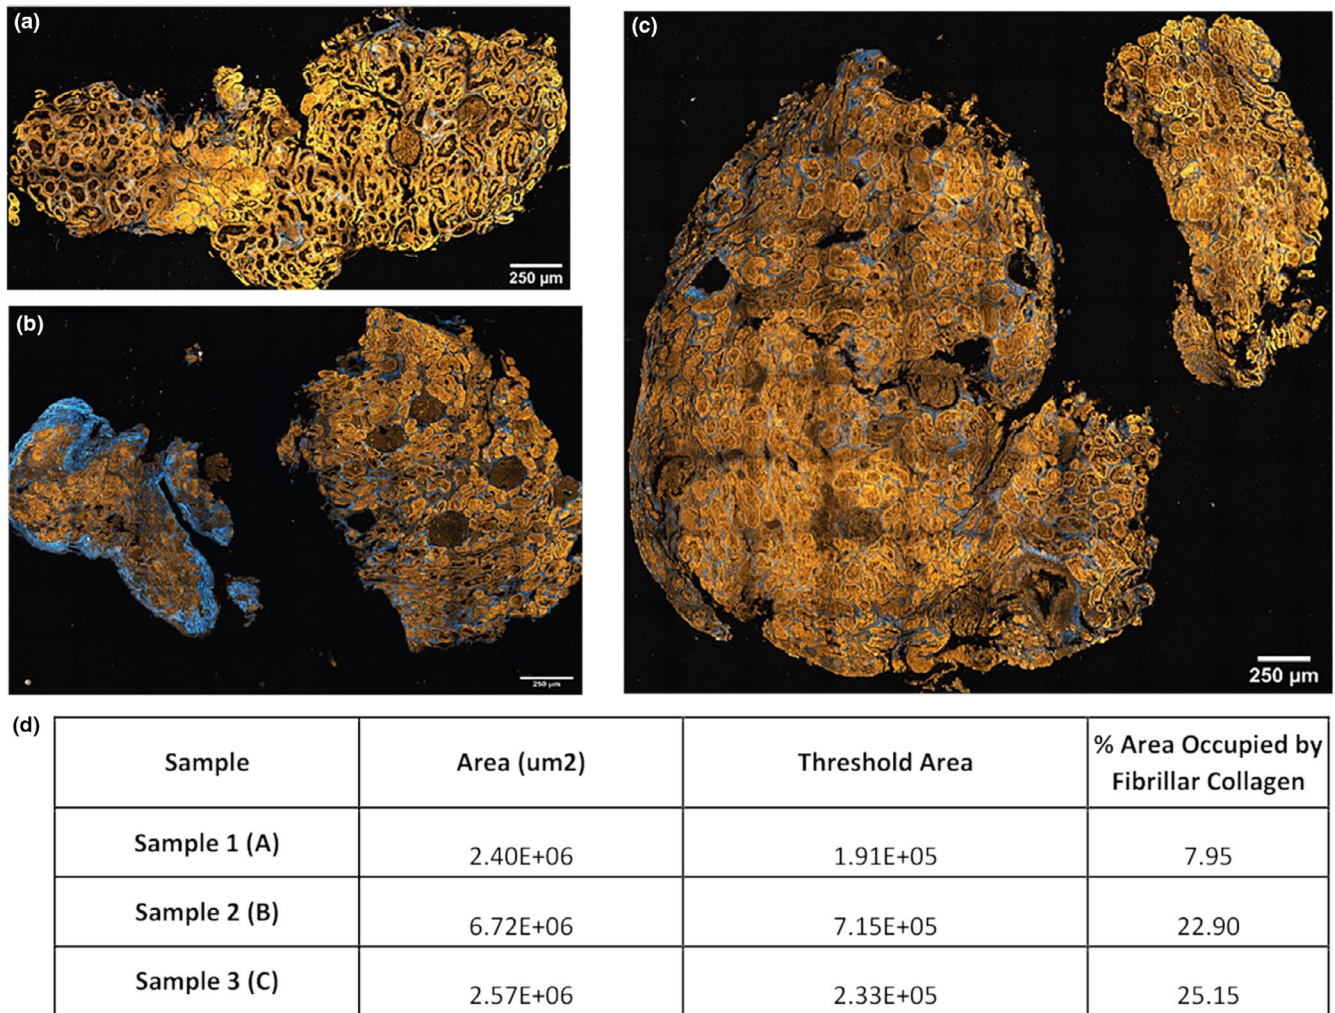 (a)
250 µm
(b)
250 µm
(c)
250 µm
(d)
Sample
Area (um2)
Threshold Area
% Area Occupied by
Fibrillar Collagen
Sample 1 (A)
2.40E+06
1.91E+05
7.95
Sample 2 (B)
6.72E+06
7.15E+05
22.90
Sample 3 (C)
2.57E+06
2.33E+05
25.15